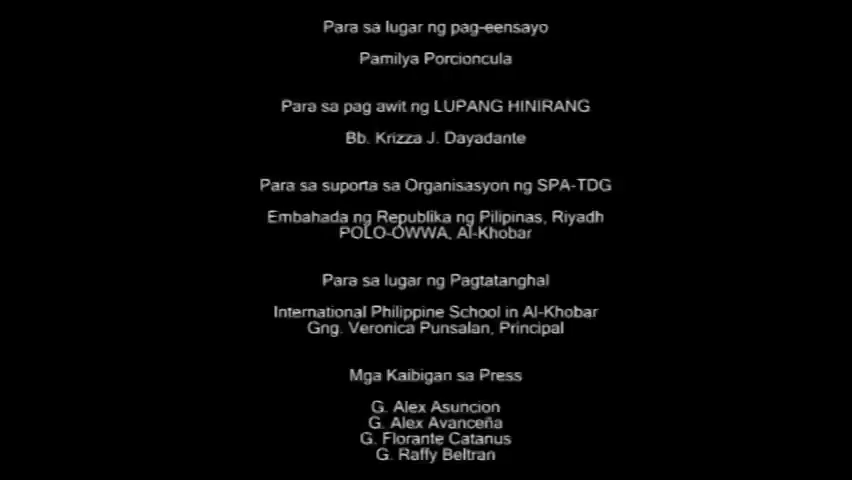 Para sa lugar ng pag-eensayo
Pamilya Porcioncula
Para sa pag awit ng LUPANG HINIRANG
Bb. Krizza J. Dayadante
Para sa suporta sa Organisasyon ng SPA-TDG
Embahada ng Republika ng Pilipinas, Riyadh
POLO-OWWA, Al-Khobar
Para sa lugar ng Pagtatanghal
International Philippine School in Al-Khobar
Gng. Veronica Punsalan, Principal
Mga Kaibigan sa Press
G. Alex Asuncion
G. Alex Avanceña
G. Florante Catanus
G. Raffy Beltran